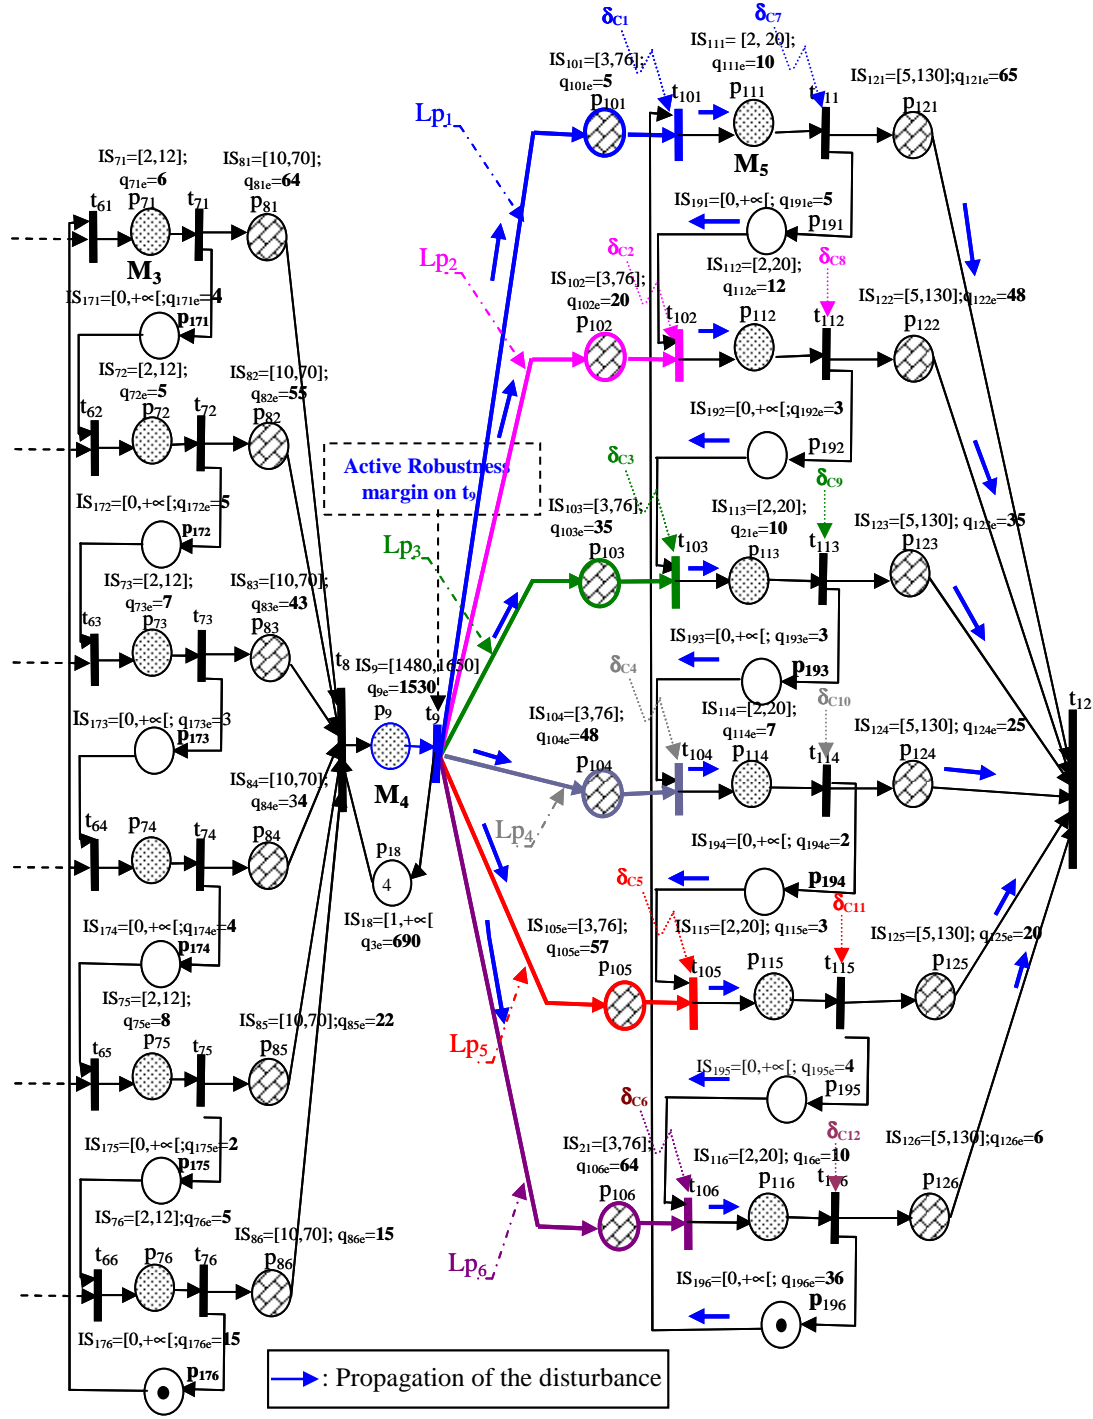 δC1
δC7
IS111= [2, 20];
q111e=10
IS101=[3,76];
q101e=5
IS121=[5,130];q121e=65
p101
t101
p111
t111
p121
Lp1
M5
IS71=[2,12];
q71e=6
IS81=[10,70];
q81e=64
t61
p71
t71
p81
M3
IS191=[0,+∞[; q191e=5
p191
δC2
δC8
Lp2
IS112=[2,20];
q112e=12
IS102=[3,76];
q102e=20
IS122=[5,130];q122e=48
IS171=[0,+∞[;q171e=4
p171
p102
t102
p112
t112
p122
IS72=[2,12];
q72e=5
IS82=[10,70];
q82e=55
t62
p72
t72
p82
IS192=[0,+∞[;q192e=3
p192
Active Robustness
margin on t9
δC3
δC9
IS172=[0,+∞[;q172e=5
p172
IS103=[3,76];
q103e=35
IS113=[2,20];
q21e=10
IS123=[5,130]; q123e=35
Lp3
p103
t103
p113
t113
p123
IS73=[2,12];
q73e=7
IS83=[10,70];
q83e=43
t63
p73
t73
p83
IS193=[0,+∞[; q193e=3
p193
t8
IS9=[1480,1650]
q9e=1530
p9
t9
M4
δC4
δC10
IS173=[0,+∞[; q173e=3
p173
IS104=[3,76];
q104e=48
IS114=[2,20];
q114e=7
IS124=[5,130]; q124e=25
t12
p104
t104
p114
t114
p124
Lp4
IS84=[10,70];
q84e=34
t64
p74
t74
p84
p18
4
IS18=[1,+∞[
q3e=690
IS194=[0,+∞[; q194e=2
p194
δC5
δC11
IS174=[0,+∞[;q174e=4
p174
IS105e=[3,76];
q105e=57
IS115=[2,20]; q115e=3
IS125=[5,130]; q125e=20
p105
t105
p115
t115
p125
IS75=[2,12];
q75e=8
IS85=[10,70];q85e=22
t65
p75
t75
p85
Lp5
IS195=[0,+∞[; q195e=4
p195
δC6
δC12
IS175=[0,+∞[;q175e=2
p175
IS21=[3,76];
q106e=64
IS116=[2,20]; q16e=10
IS126=[5,130];q126e=6
p106
t106
p116
t116
p126
IS76=[2,12];q76e=5
IS86=[10,70]; q86e=15
t66
p76
t76
p86
Lp6
IS196=[0,+∞[; q196e=36
p196
IS176=[0,+∞[;q176e=15
p176
: Propagation of the disturbance